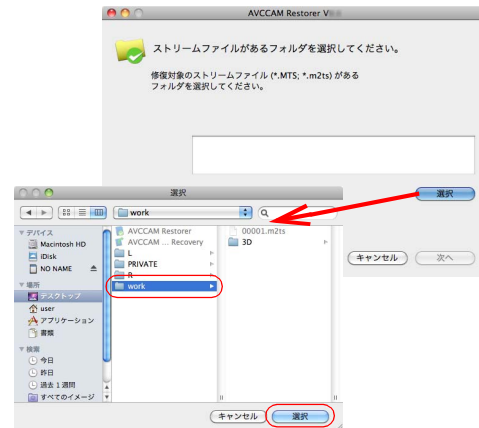 AVCCAM Restorer V
ストリームファイルがあるフォルダを選択してください。
修復対象のストリームファイル (*.MTS; *.m2ts) がある
フォルダを選択してください。
選択
キャンセル
次へ
選択
work
デバイス
Macintosh HD
iDisk
NO NAME
場所
デスクトップ
user
アプリケーション
書類
検索
今日
昨日
過去 1 週間
すべてのイメージ
AVCCAM Restorer
AVCCAM ... Recovery
L
PRIVATE
R
work
00001.m2ts
3D
キャンセル
選択